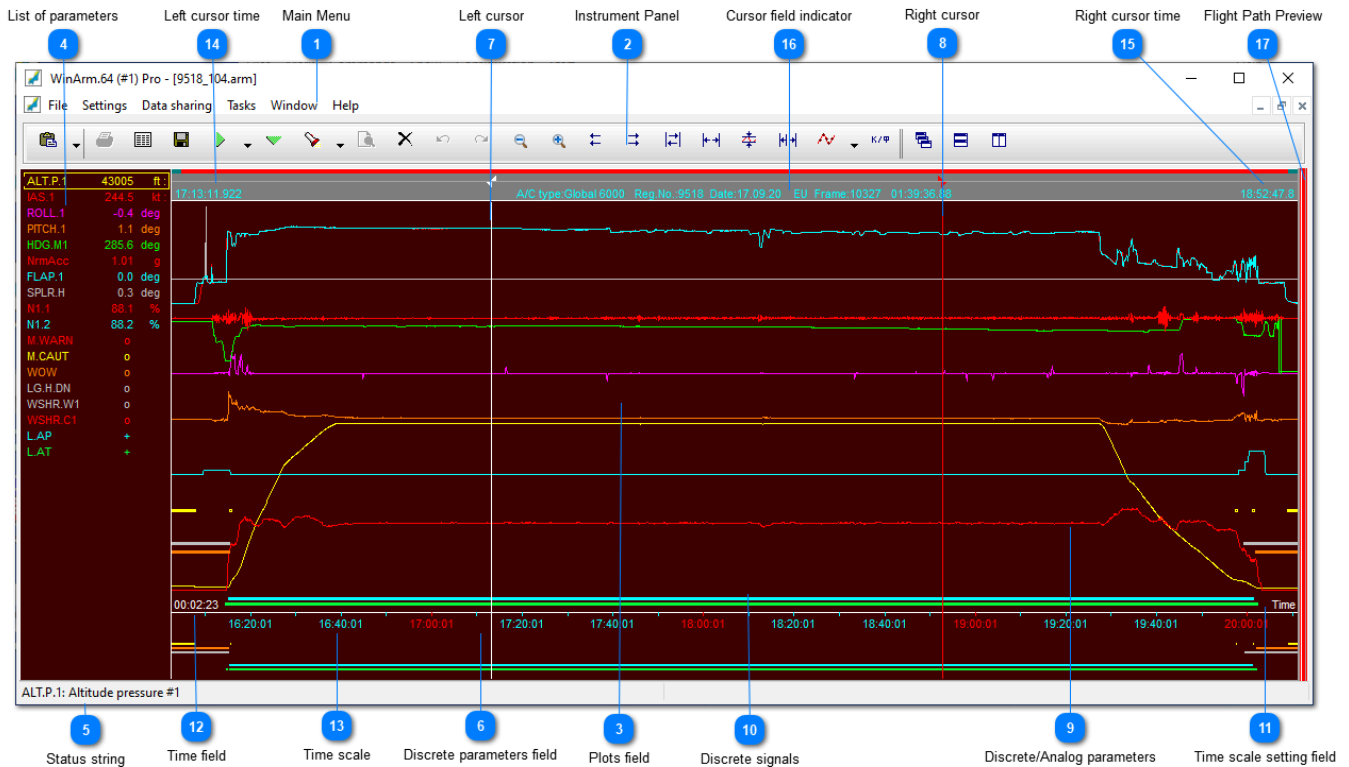 List of parameters Left cursor time Main Menu Left cursor Instrument Panel Cursor field indicator Right cursor Right cursor time Flight Path Preview
4 14 1 7 2 16 8 15 17
WinArm.64 (#1) Pro - [9518_104.arm]
File Settings Data sharing Tasks Window Help
К/Ф
ALT.P.1 43005 ft :
IAS.1 244.5 kt :
ROLL.1 -0.4 deg
PITCH.1 1.1 deg
HDG.M1 285.6 deg
NrmAcc 1.01 g
FLAP.1 0.0 deg
SPLR.H 0.3 deg
N1.1 88.1 %
N1.2 88.2 %
M.WARN o
M.CAUT o
WOW o
LG.H.DN o
WSHR.W1 o
WSHR.C1 o
L.AP +
L.AT +
17:13:11.922 A/C type:Global 6000 Reg.No.:9518 Date:17.09.20 EU Frame:10327 01:39:36.88 18:52:47.8
00:02:23 Time
16:20:01 16:40:01 17:00:01 17:20:01 17:40:01 18:00:01 18:20:01 18:40:01 19:00:01 19:20:01 19:40:01 20:00:01
ALT.P.1: Altitude pressure #1
5 12 13 6 3 10 9 11
Status string Time field Time scale Discrete parameters field Plots field Discrete signals Discrete/Analog parameters Time scale setting field